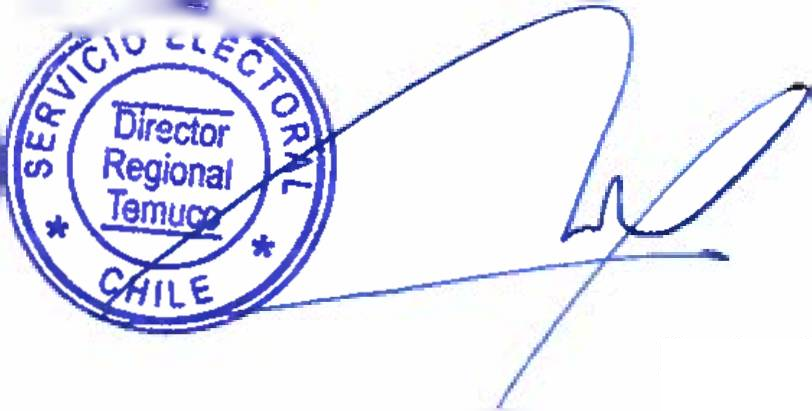 SERVICIO ELECTORAL
Director
Regional
Temuco
* CHILE *